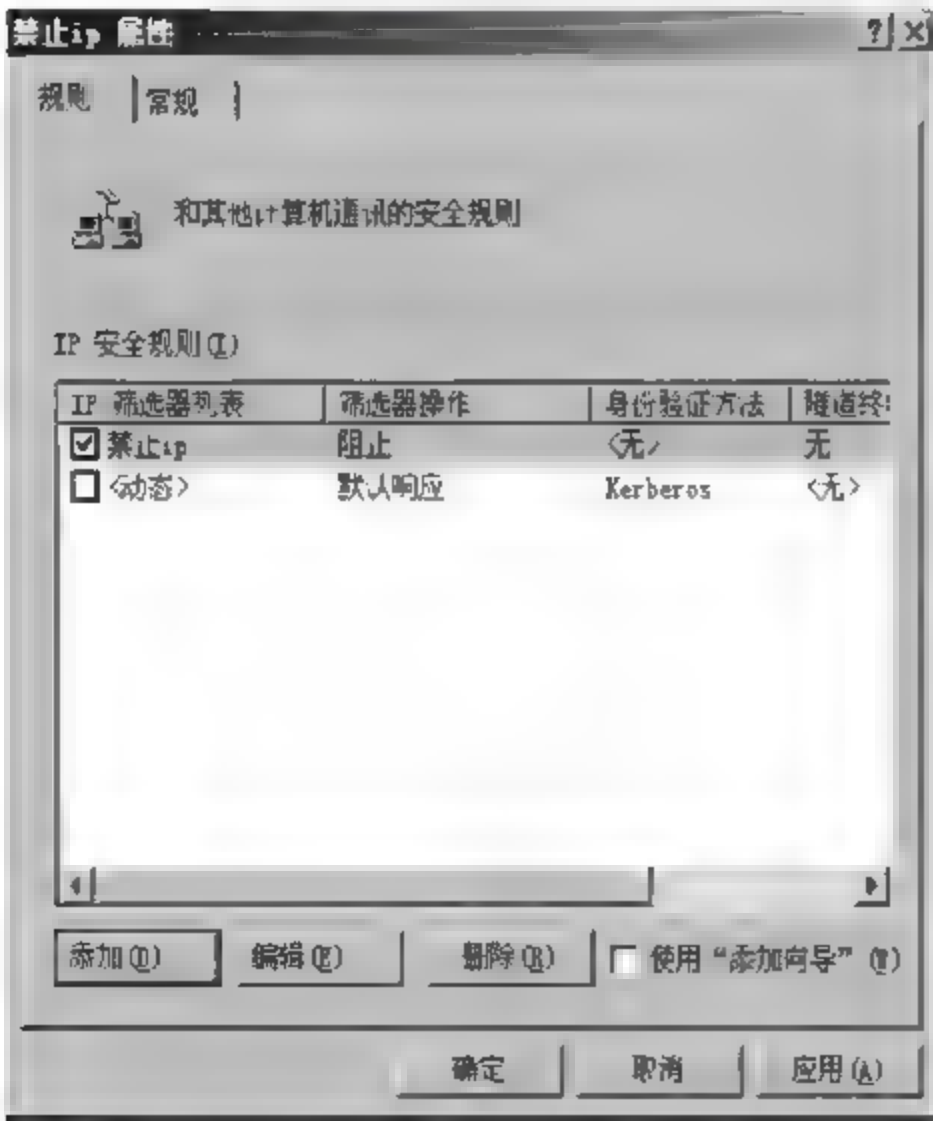 禁止ip 属性
规则 常规
和其他计算机通讯的安全规则
IP 安全规则(I)
IP 筛选器列表 筛选器操作 身份验证方法 隧道终
禁止ip 阻止 <无> 无
<动态> 默认响应 Kerberos <无>
添加(D) 编辑(E) 删除(R) 使用“添加向导”(W)
确定 取消 应用(A)